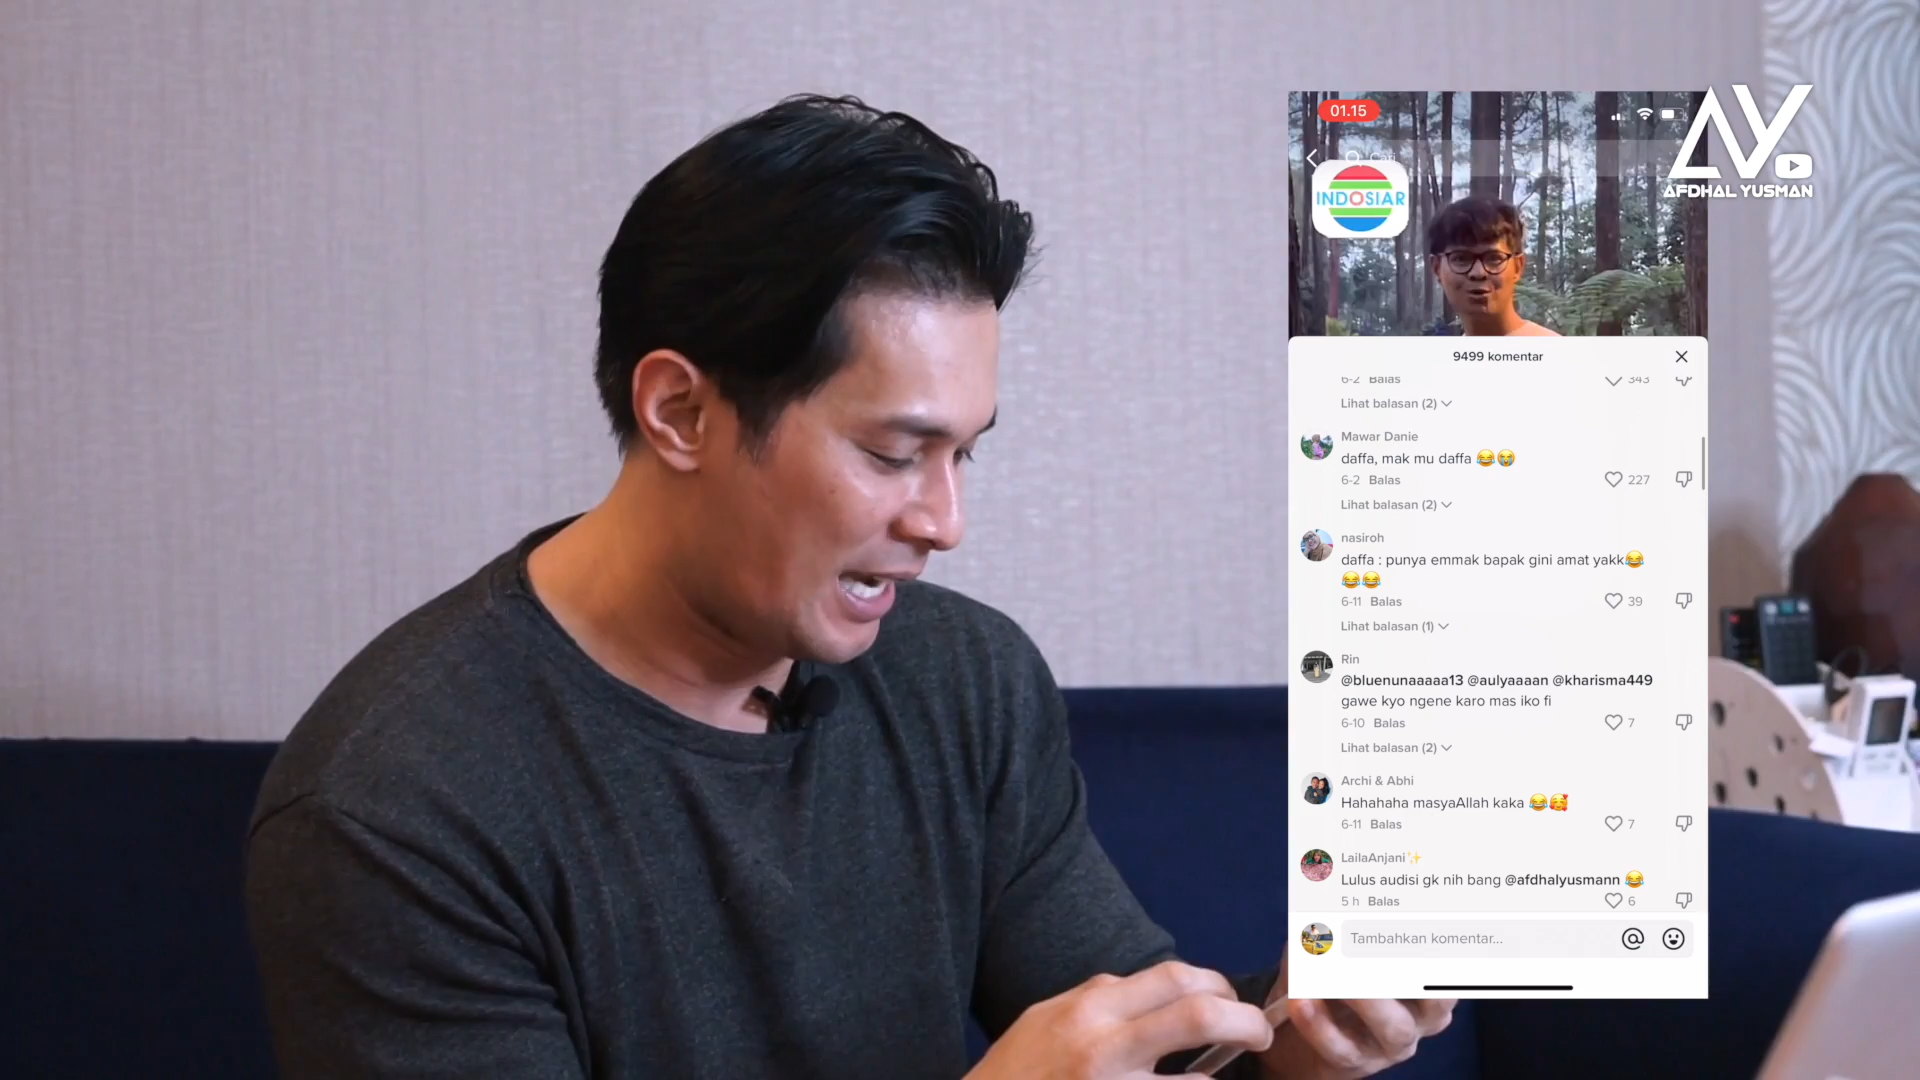 01.15
Cari
INDOSIAR
AFDHAL YUSMAN
9499 komentar
6-2 Balas
343
Lihat balasan (2)
Mawar Danie
daffa, mak mu daffa 😂😭
6-2 Balas
227
Lihat balasan (2)
nasiroh
daffa : punya emmak bapak gini amat yakk😂
😂😂
6-11 Balas
39
Lihat balasan (1)
Rin
@bluenunaaaaa13 @aulyaaaan @kharisma449
gawe kyo ngene karo mas iko fi
6-10 Balas
7
Lihat balasan (2)
Archi & Abhi
Hahahaha masyaAllah kaka 😂🥰
6-11 Balas
7
LailaAnjani✨
Lulus audisi gk nih bang @afdhalyusmann 😂
5 h Balas
6
Tambahkan komentar...